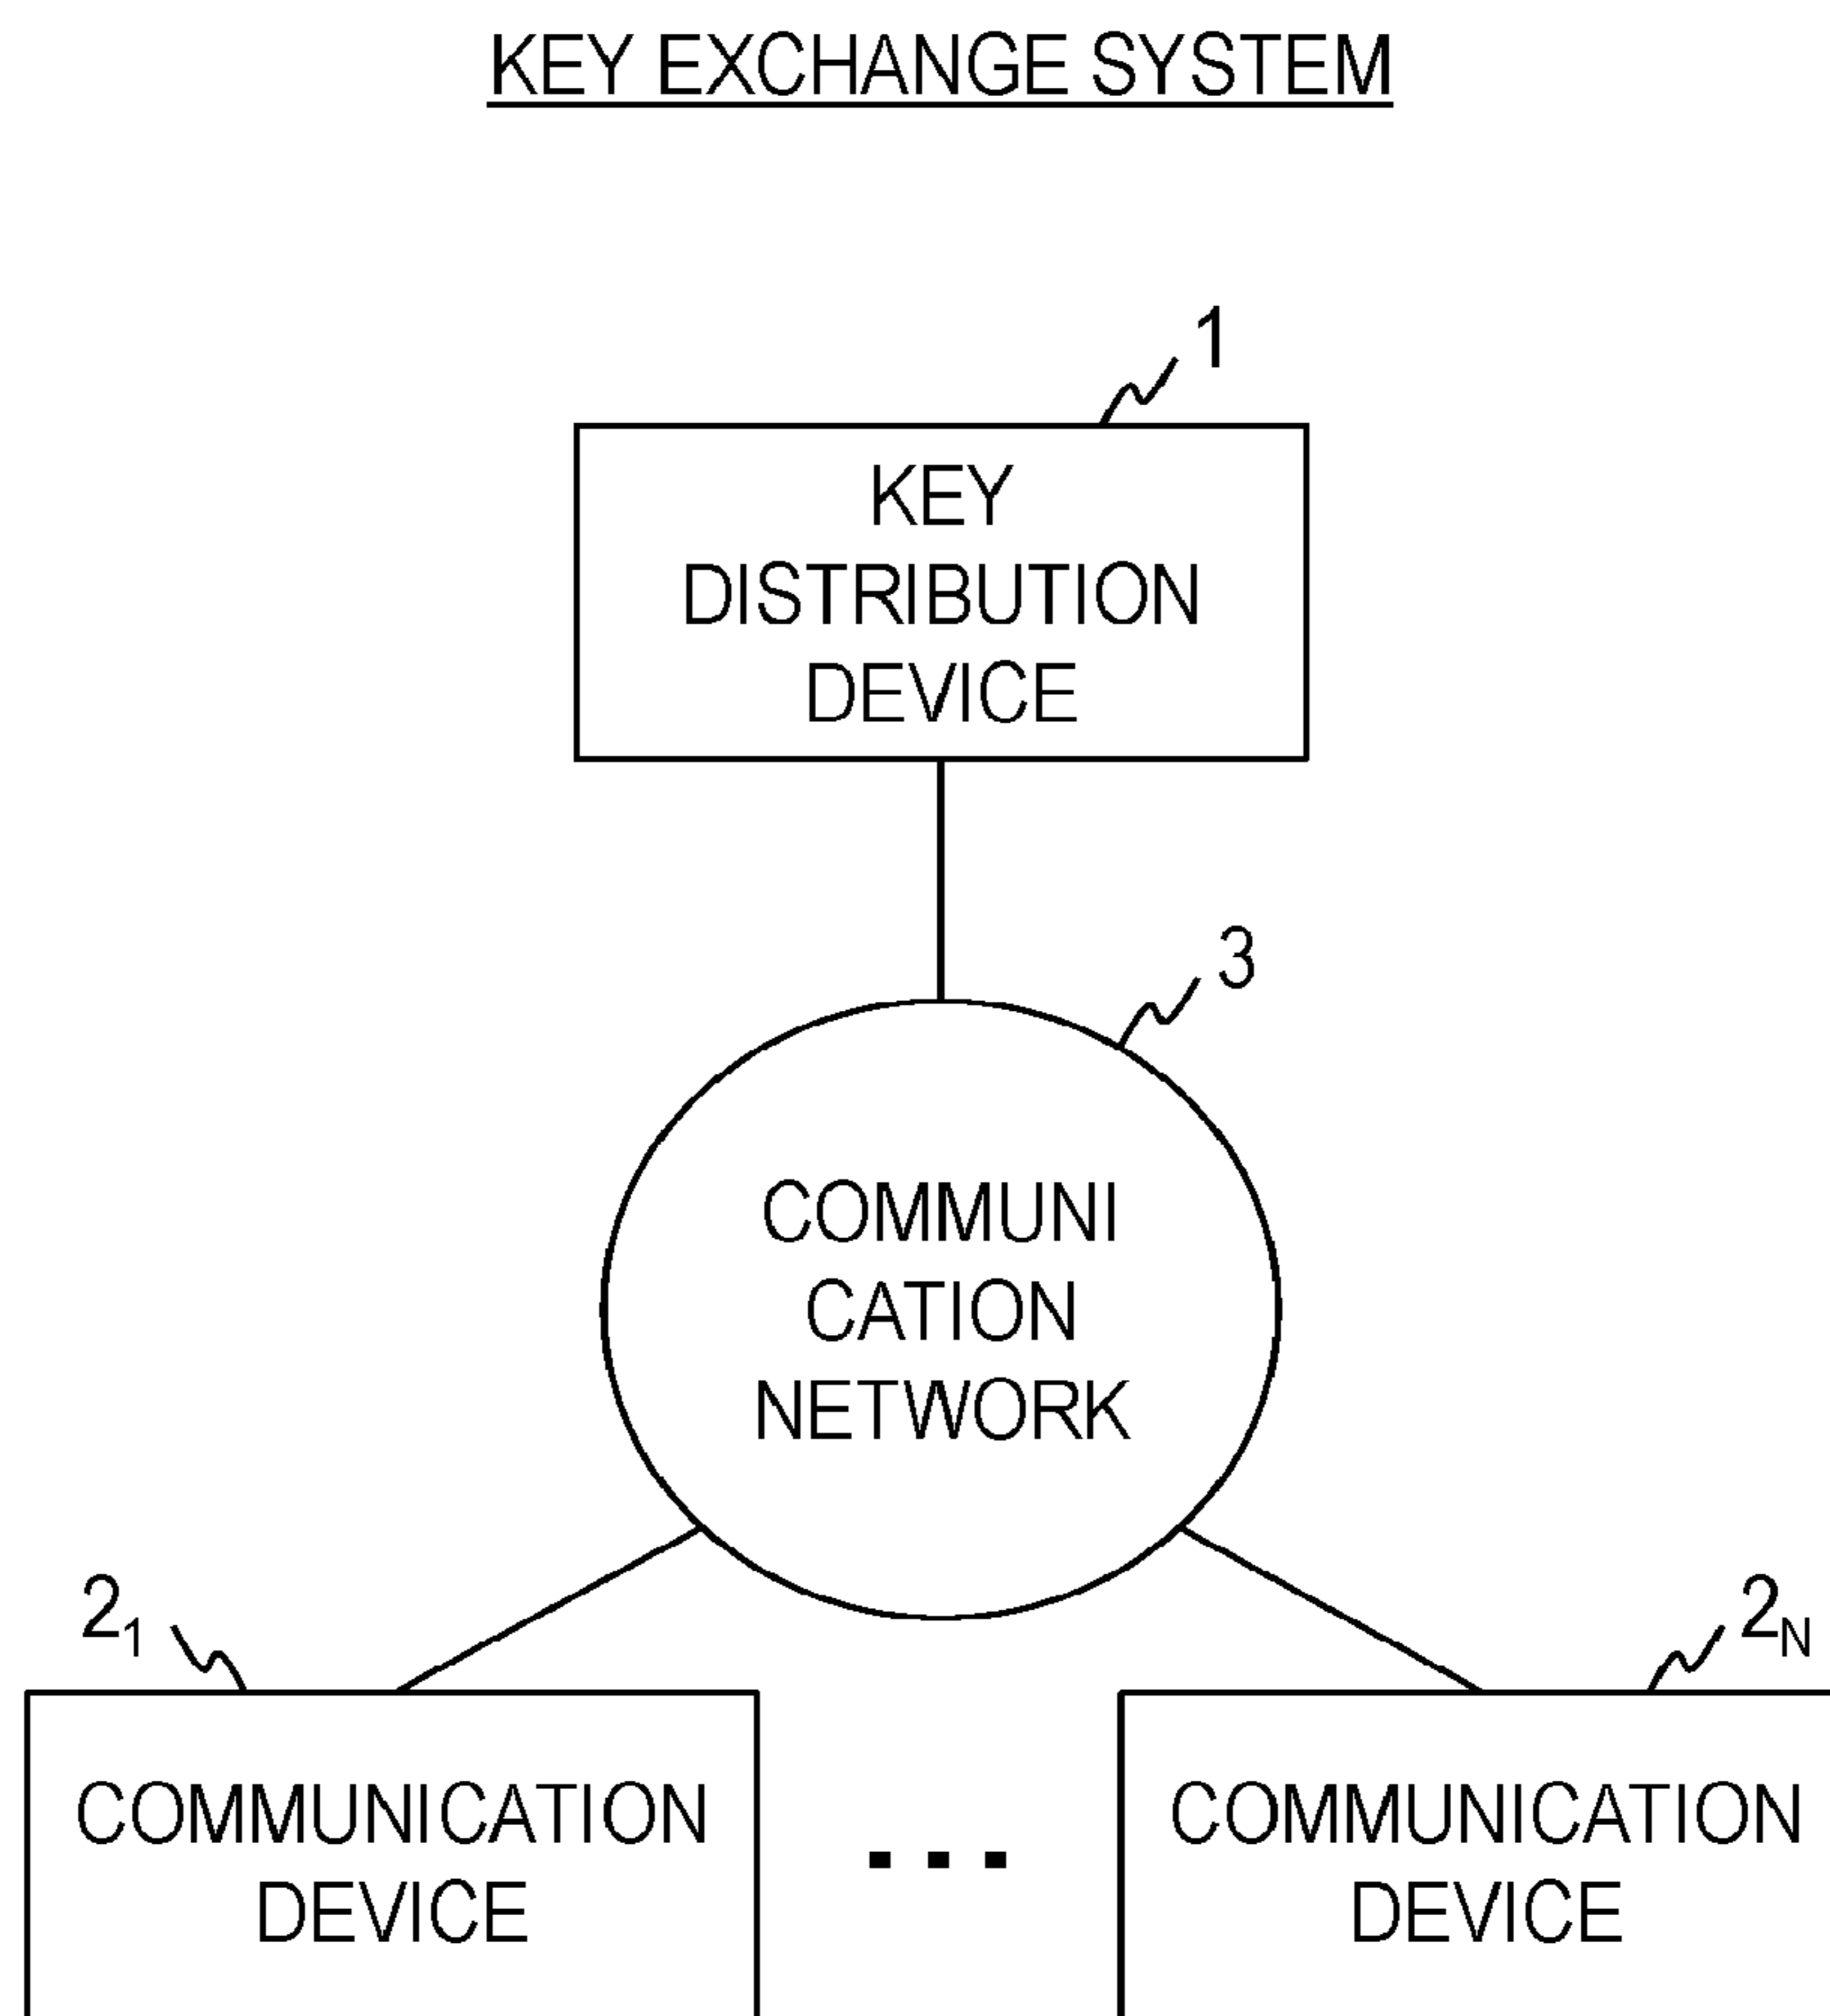 KEY EXCHANGE SYSTEM
1
KEY
DISTRIBUTION
DEVICE
3
COMMUNI
CATION
NETWORK
2₁
2ₙ
COMMUNICATION
DEVICE
...
COMMUNICATION
DEVICE